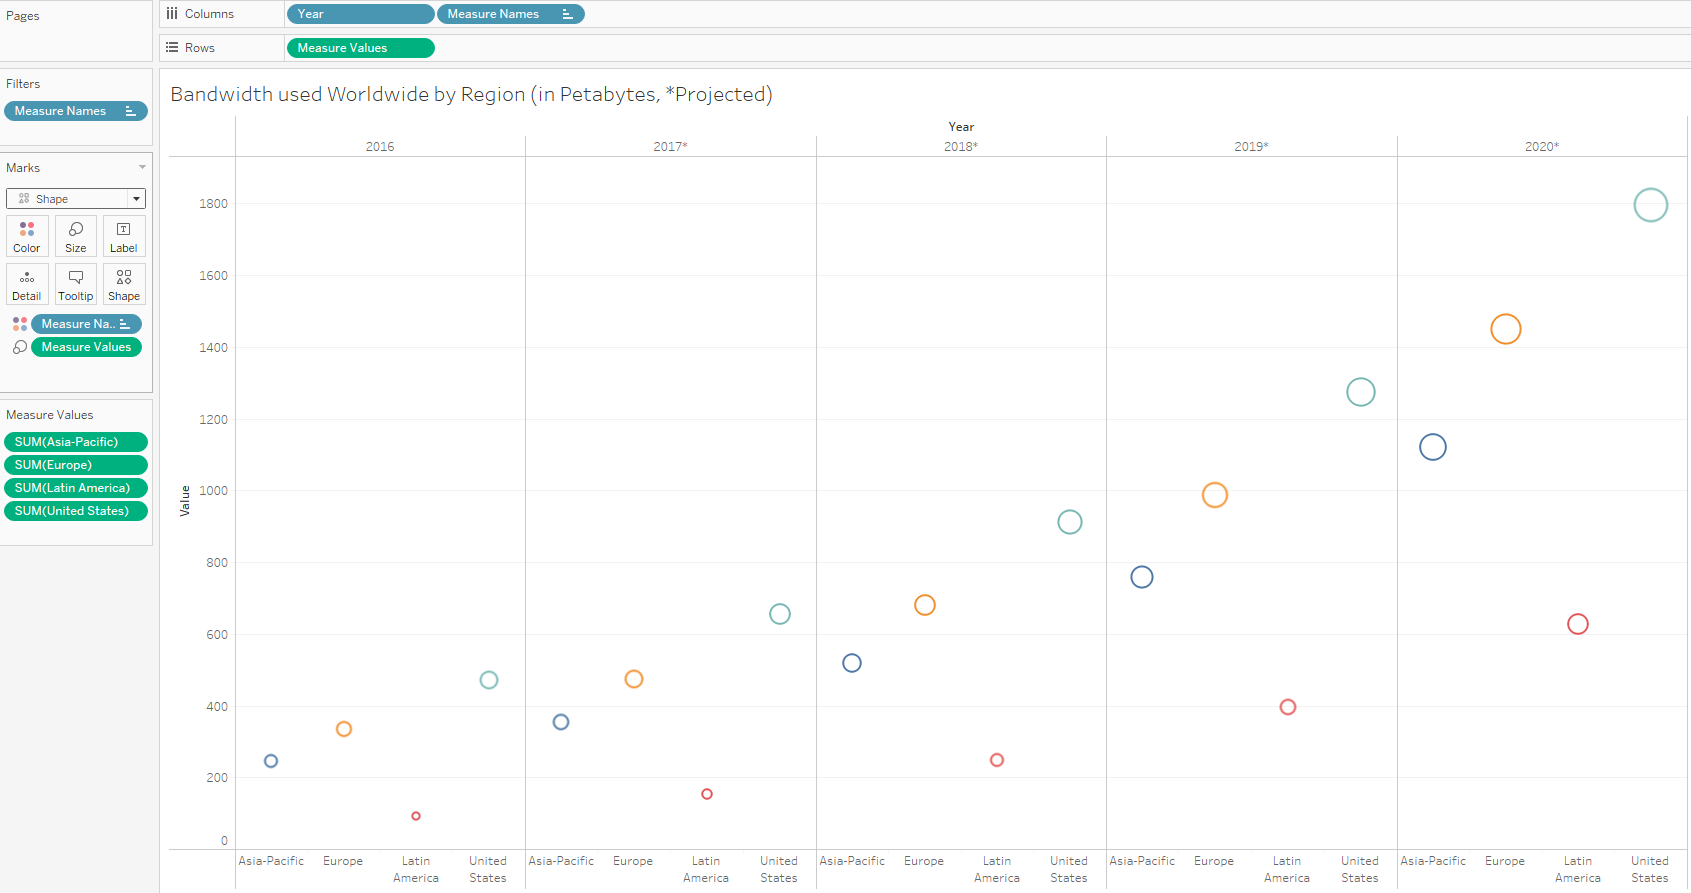 Pages
Columns
Year
Measure Names
Rows
Measure Values
Filters
Measure Names
Marks
Shape
Color Size Label
Detail Tooltip Shape
Measure Na..
Measure Values
Measure Values
SUM(Asia-Pacific)
SUM(Europe)
SUM(Latin America)
SUM(United States)
Bandwidth used Worldwide by Region (in Petabytes, *Projected)
Year
2016 2017* 2018* 2019* 2020*
1800
1600
1400
1200
1000
800
600
400
200
0
Value
Asia-Pacific Europe Latin America United States Asia-Pacific Europe Latin America United States Asia-Pacific Europe Latin America United States Asia-Pacific Europe Latin America United States Asia-Pacific Europe Latin America United States